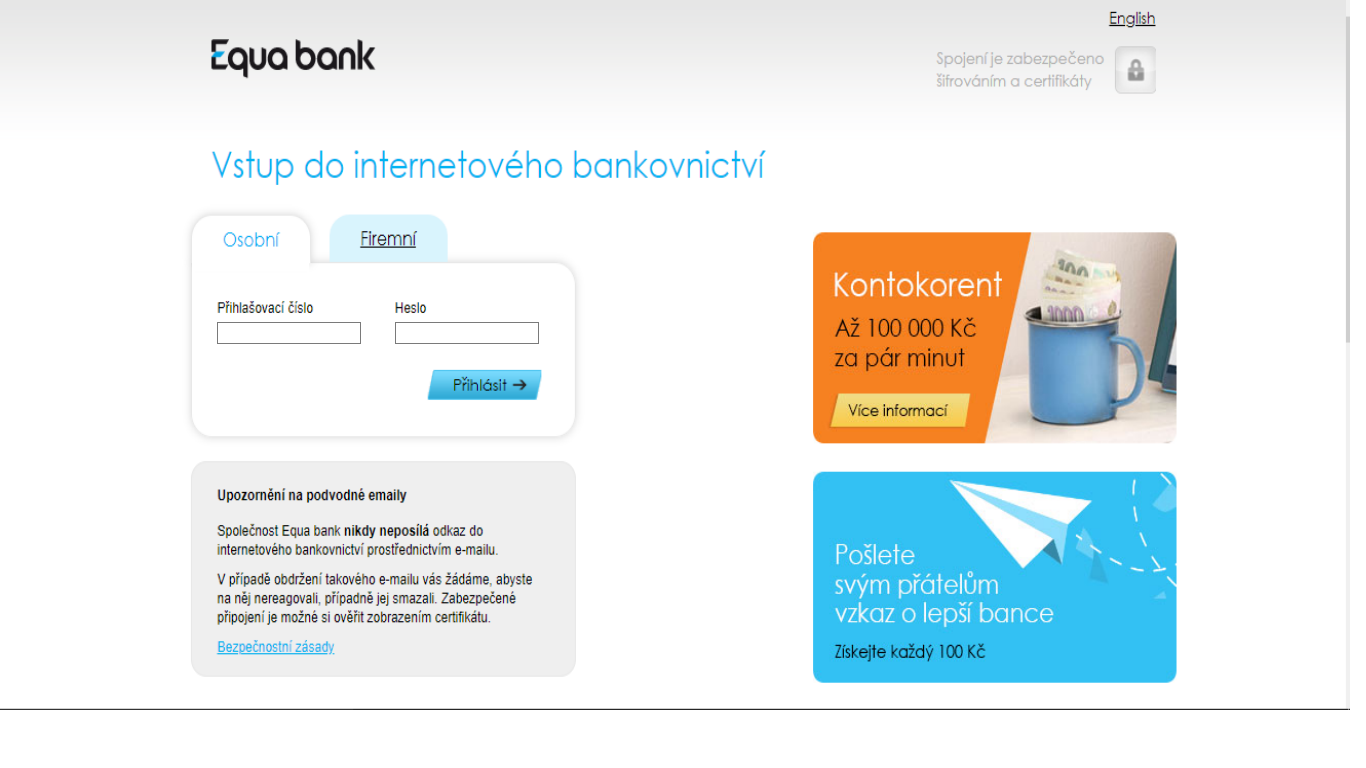 English
Equa bank
Spojení je zabezpečeno
šifrováním a certifikáty
Vstup do internetového bankovnictví
Osobní
Firemní
Přihlašovací číslo
Heslo
Přihlásit →
Upozornění na podvodné emaily
Společnost Equa bank nikdy neposílá odkaz do
internetového bankovnictví prostřednictvím e-mailu.
V případě obdržení takového e-mailu vás žádáme, abyste
na něj nereagovali, případně jej smazali. Zabezpečené
připojení je možné si ověřit zobrazením certifikátu.
Bezpečnostní zásady
Kontokorent
Až 100 000 Kč
za pár minut
Více informací
Pošlete
svým přátelům
vzkaz o lepší bance
Získejte každý 100 Kč